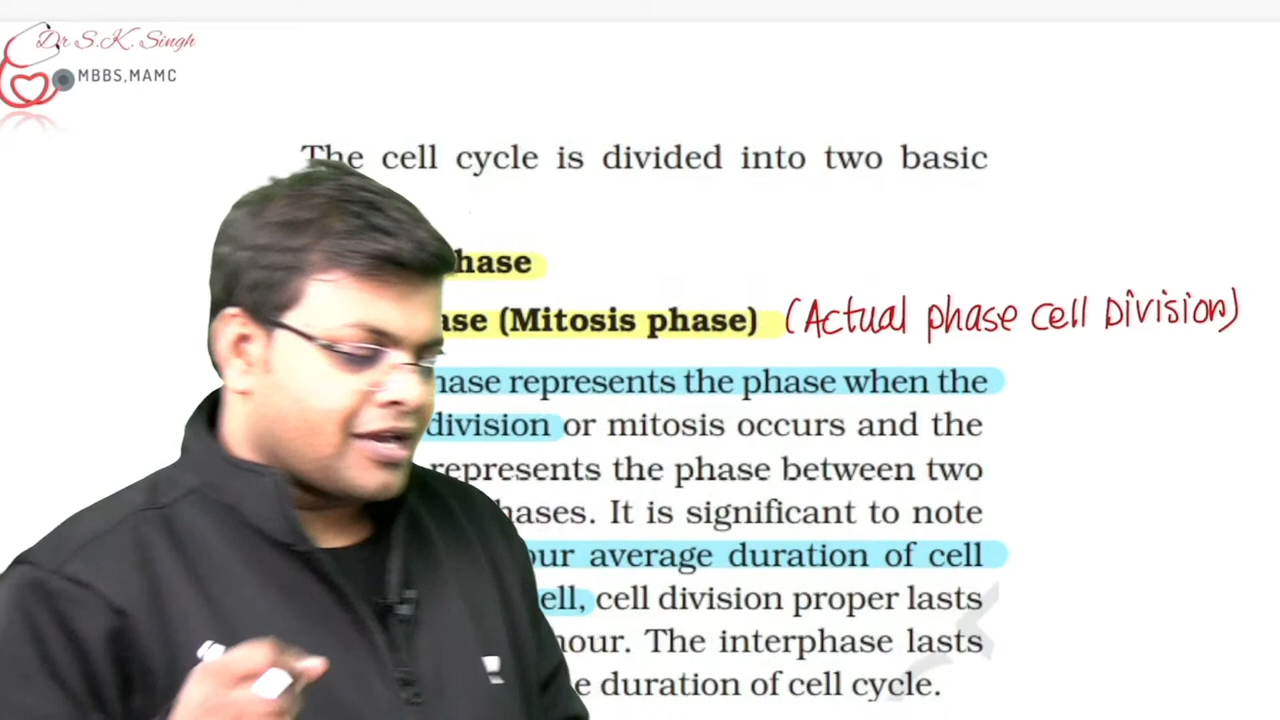 Dr S.K. Singh
MBBS,MAMC
The cell cycle is divided into two basic
hase
ase (Mitosis phase) (Actual phase cell Division)
hase represents the phase when the
division or mitosis occurs and the
represents the phase between two
hases. It is significant to note
our average duration of cell
ell, cell division proper lasts
hour. The interphase lasts
e duration of cell cycle.